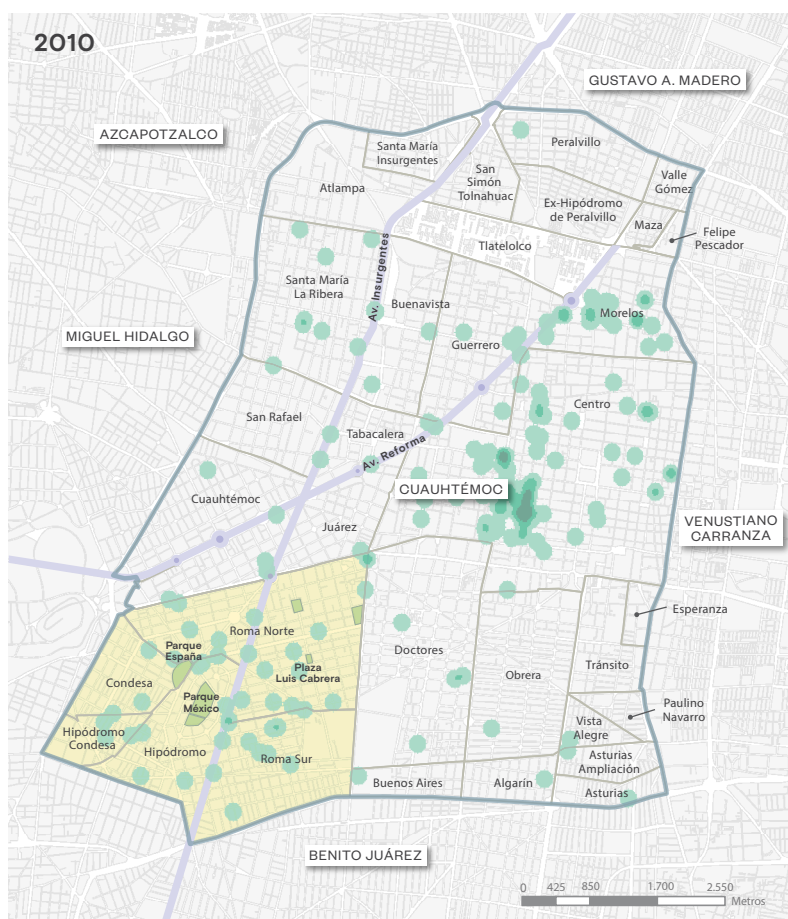 2010
GUSTAVO A. MADERO
AZCAPOTZALCO
Santa María
Insurgentes
Peralvillo
San
Simón
Tolnahuac
Valle
Gómez
Atlampa
Ex-Hipódromo
de Peralvillo
Maza
Felipe
Pescador
Tlatelolco
Av. Insurgentes
Santa María
La Ribera
Buenavista
Morelos
MIGUEL HIDALGO
Guerrero
Centro
San Rafael
Tabacalera
Av. Reforma
CUAUHTÉMOC
Cuauhtémoc
Juárez
VENUSTIANO
CARRANZA
Esperanza
Roma Norte
Parque
España
Doctores
Plaza
Luis Cabrera
Tránsito
Obrera
Condesa
Parque
México
Paulino
Navarro
Vista
Alegre
Hipódromo
Condesa
Hipódromo
Roma Sur
Asturias
Ampliación
Buenos Aires
Algarín
Asturias
BENITO JUÁREZ
0 425 850 1.700 2.550
Metros